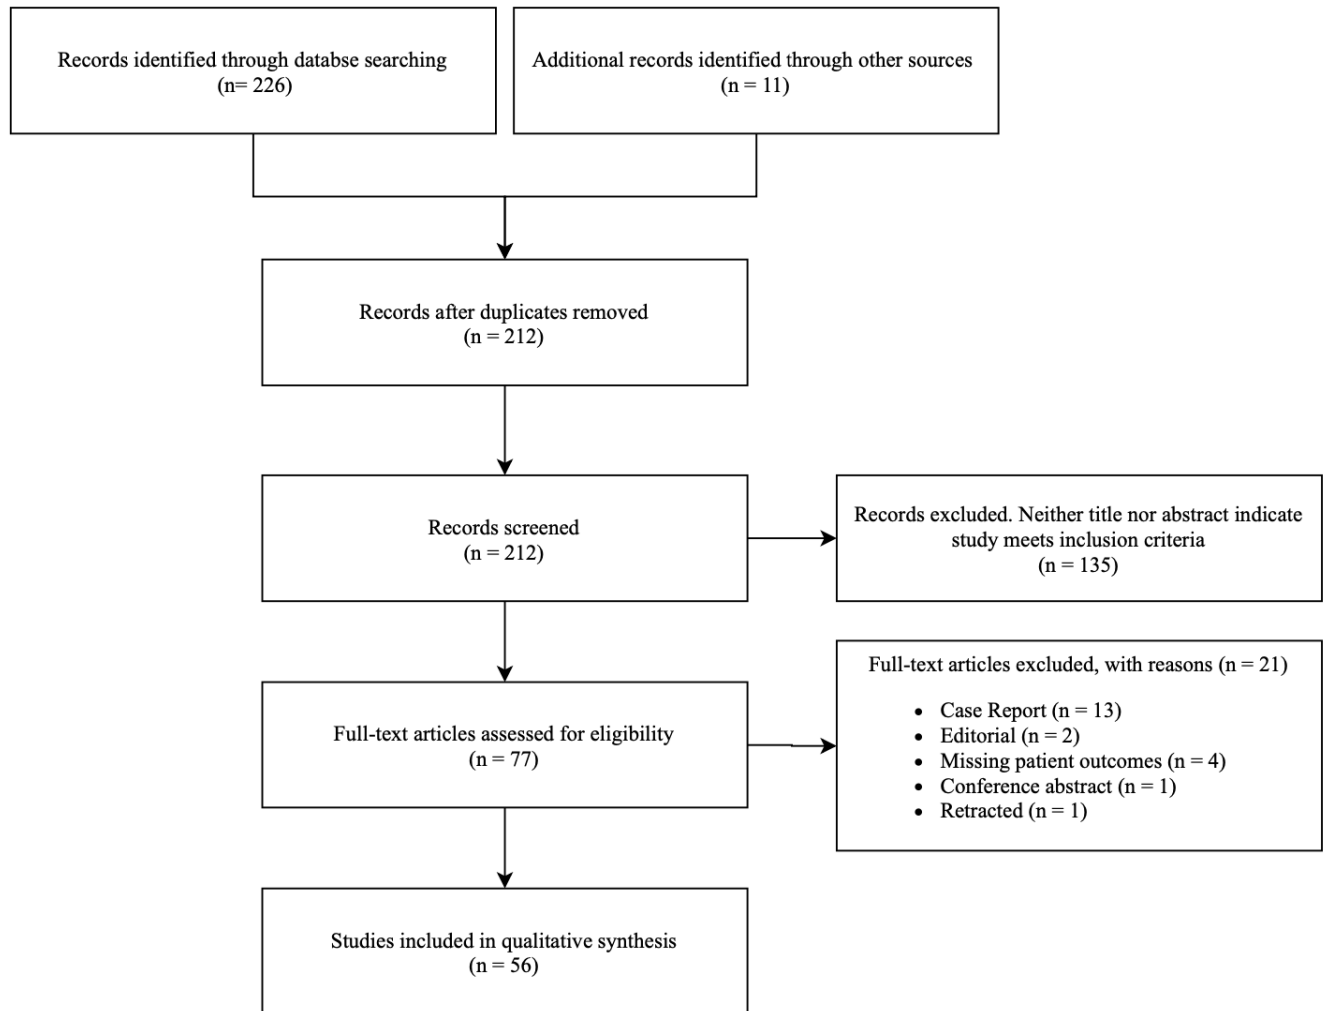 Records identified through databse searching
(n= 226)
Additional records identified through other sources
(n = 11)
Records after duplicates removed
(n = 212)
Records screened
(n = 212)
Records excluded. Neither title nor abstract indicate
study meets inclusion criteria
(n = 135)
Full-text articles assessed for eligibility
(n = 77)
Full-text articles excluded, with reasons (n = 21)
• Case Report (n = 13)
• Editorial (n = 2)
• Missing patient outcomes (n = 4)
• Conference abstract (n = 1)
• Retracted (n = 1)
Studies included in qualitative synthesis
(n = 56)